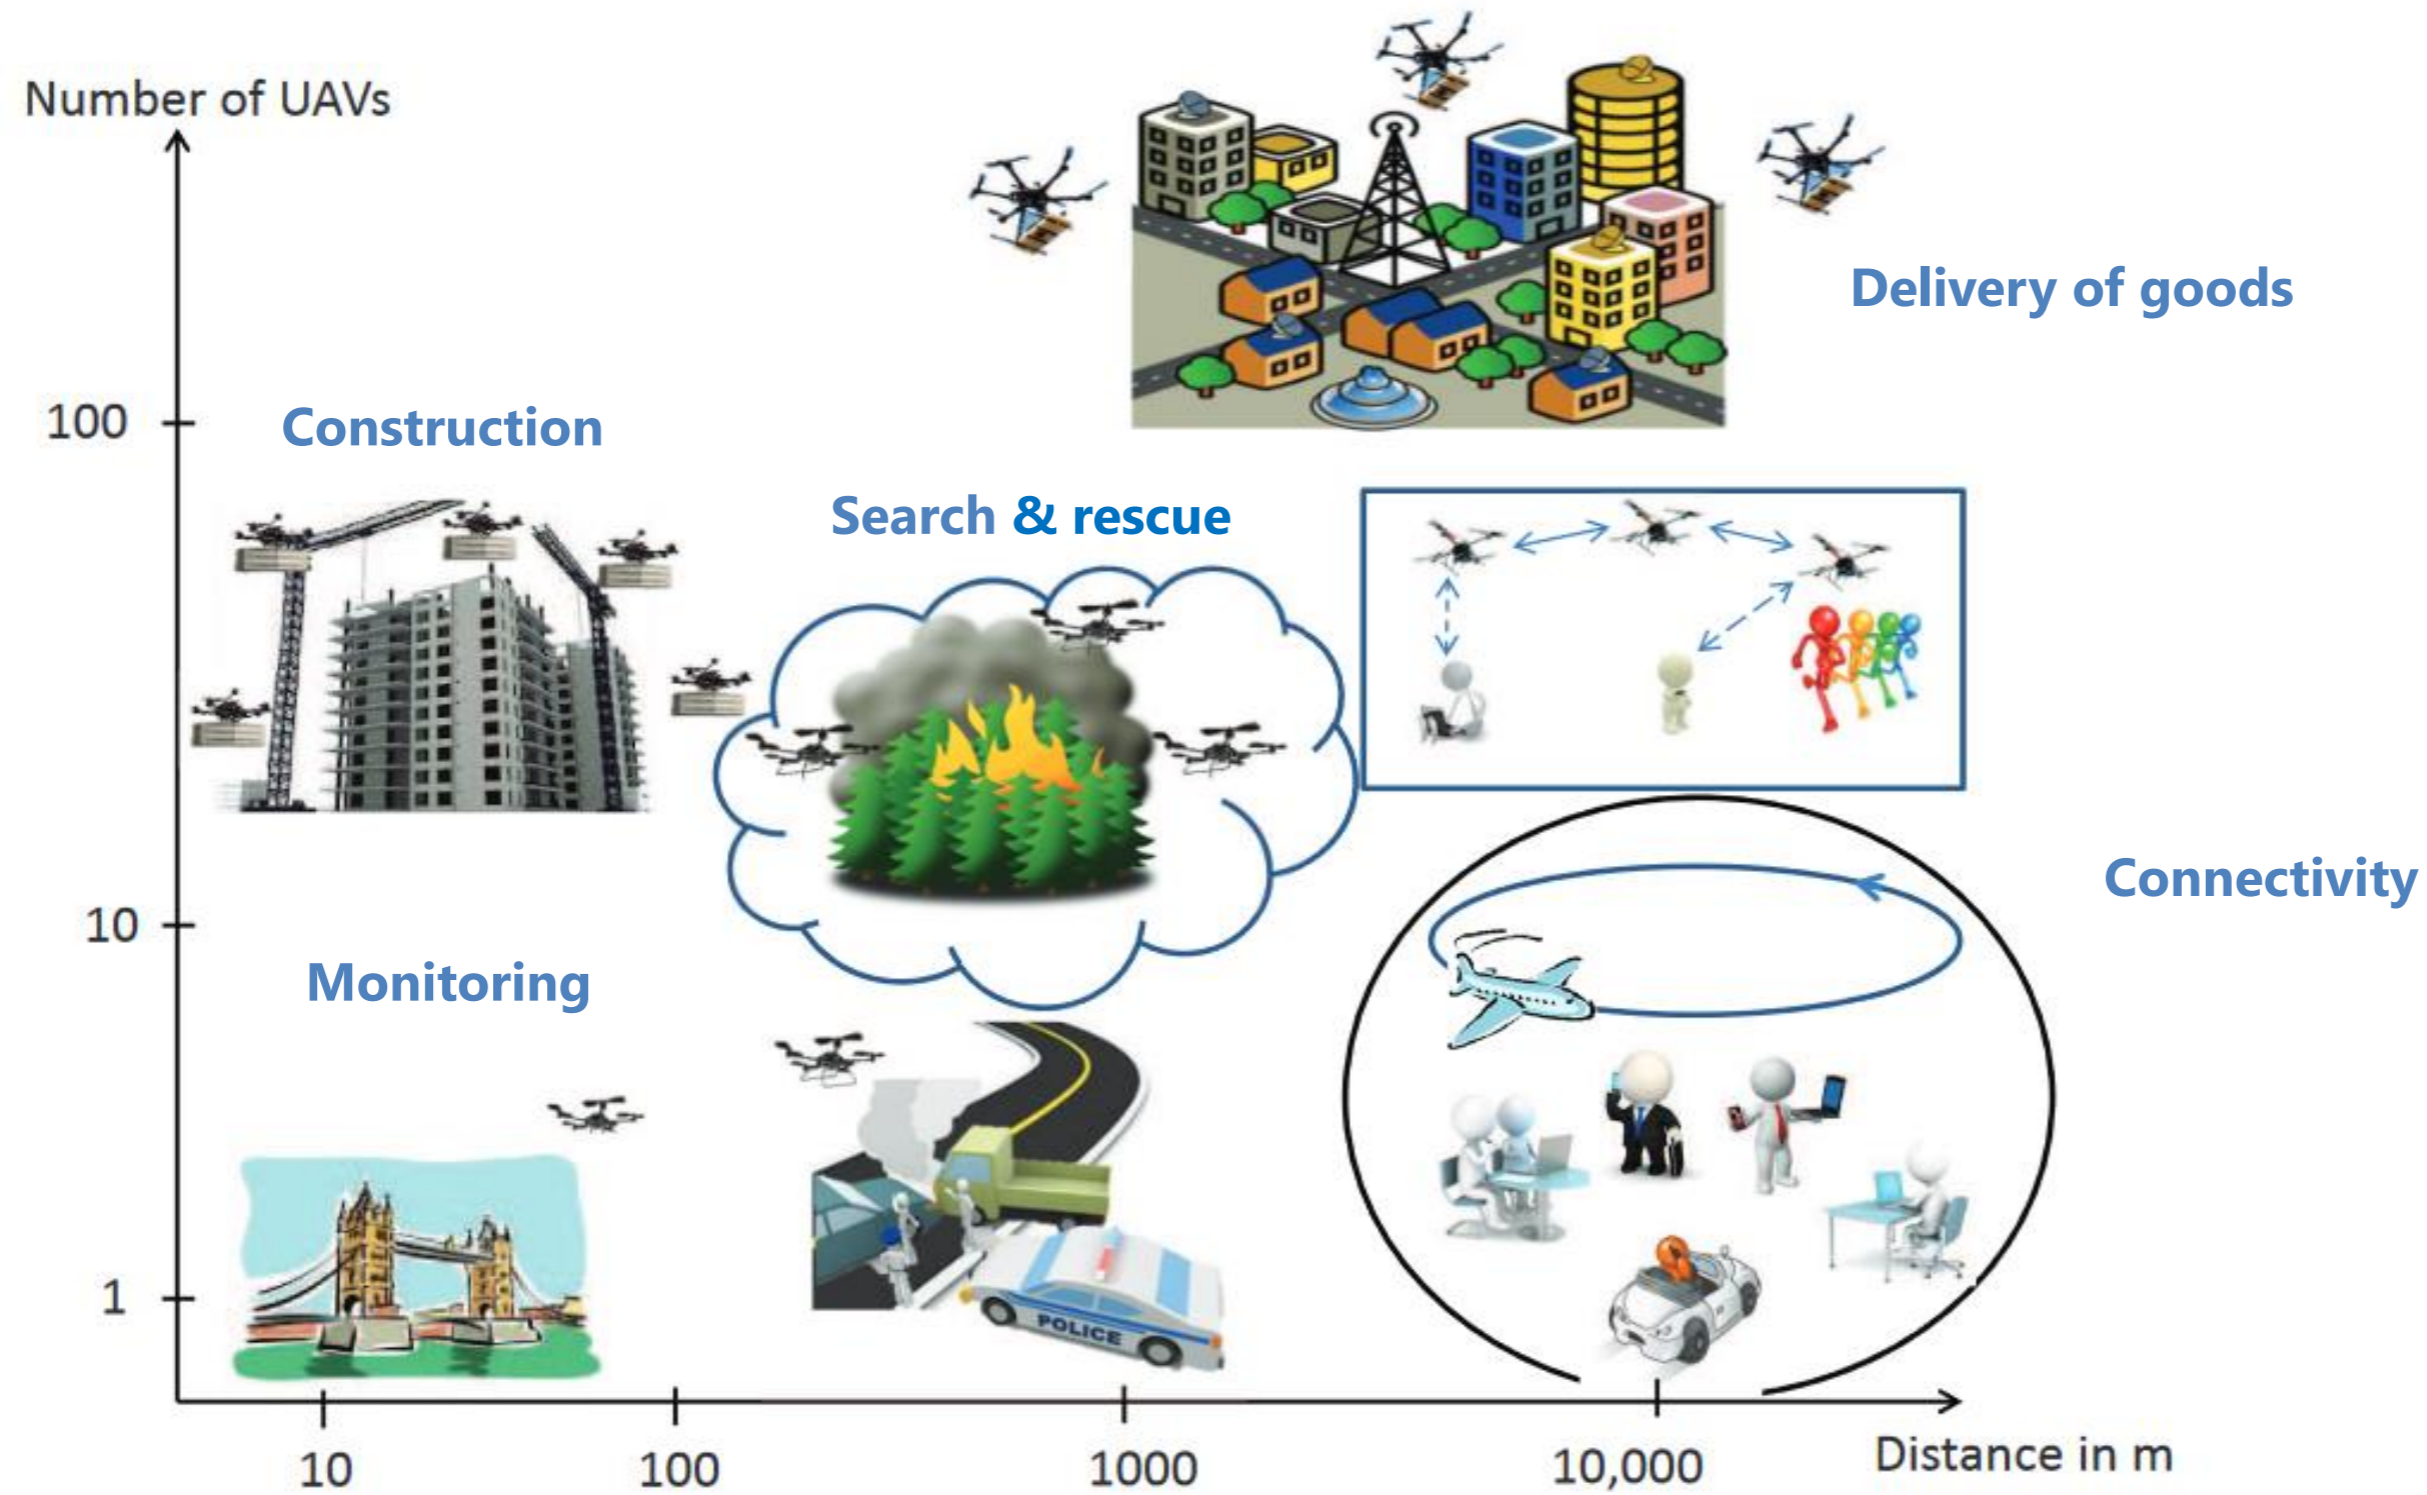 Number of UAVs
Delivery of goods
100
Construction
Search & rescue
Connectivity
10
Monitoring
POLICE
1
10
100
1000
10,000
Distance in m